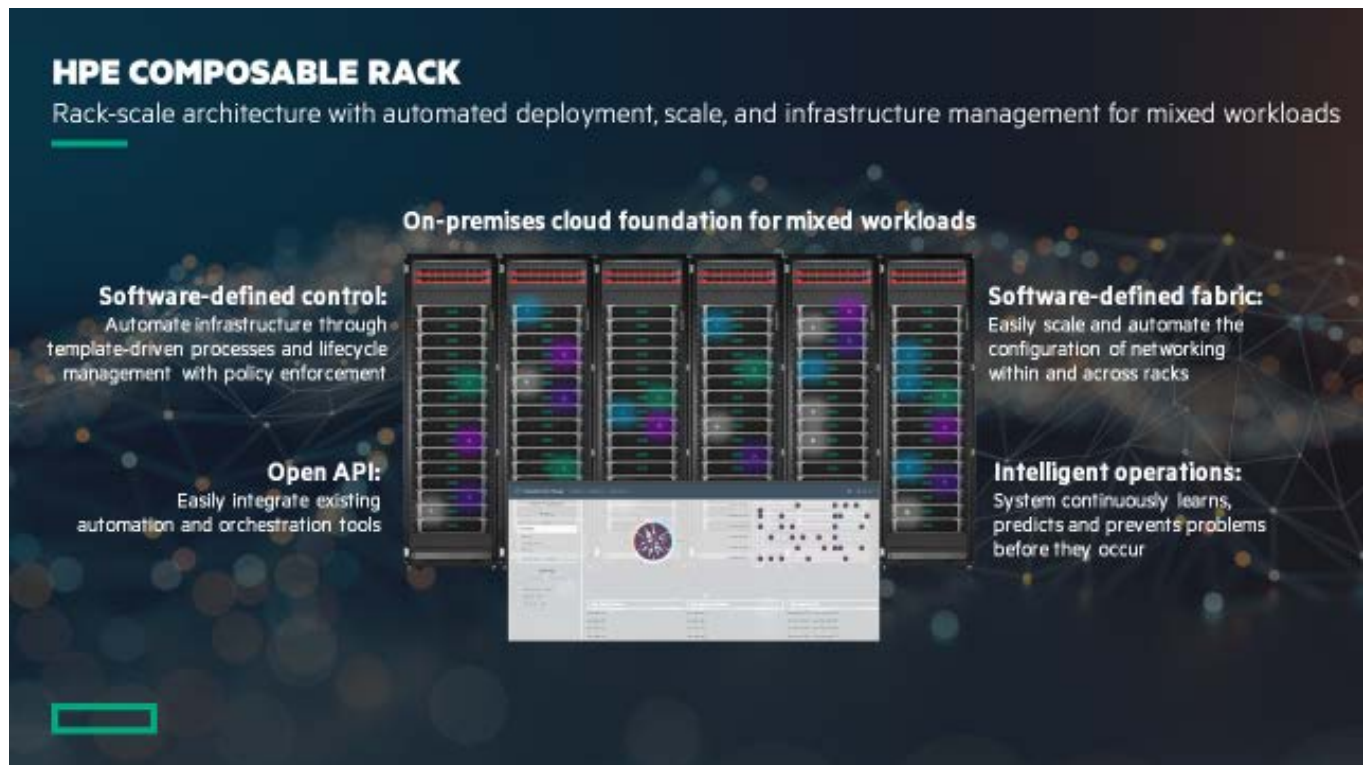 HPE COMPOSABLE RACK
Rack-scale architecture with automated deployment, scale, and infrastructure management for mixed workloads
On-premises cloud foundation for mixed workloads
Software-defined control:
Automate infrastructure through
template-driven processes and lifecycle
management with policy enforcement
Open API:
Easily integrate existing
automation and orchestration tools
Software-defined fabric:
Easily scale and automate the
configuration of networking
within and across racks
Intelligent operations:
System continuously learns,
predicts and prevents problems
before they occur